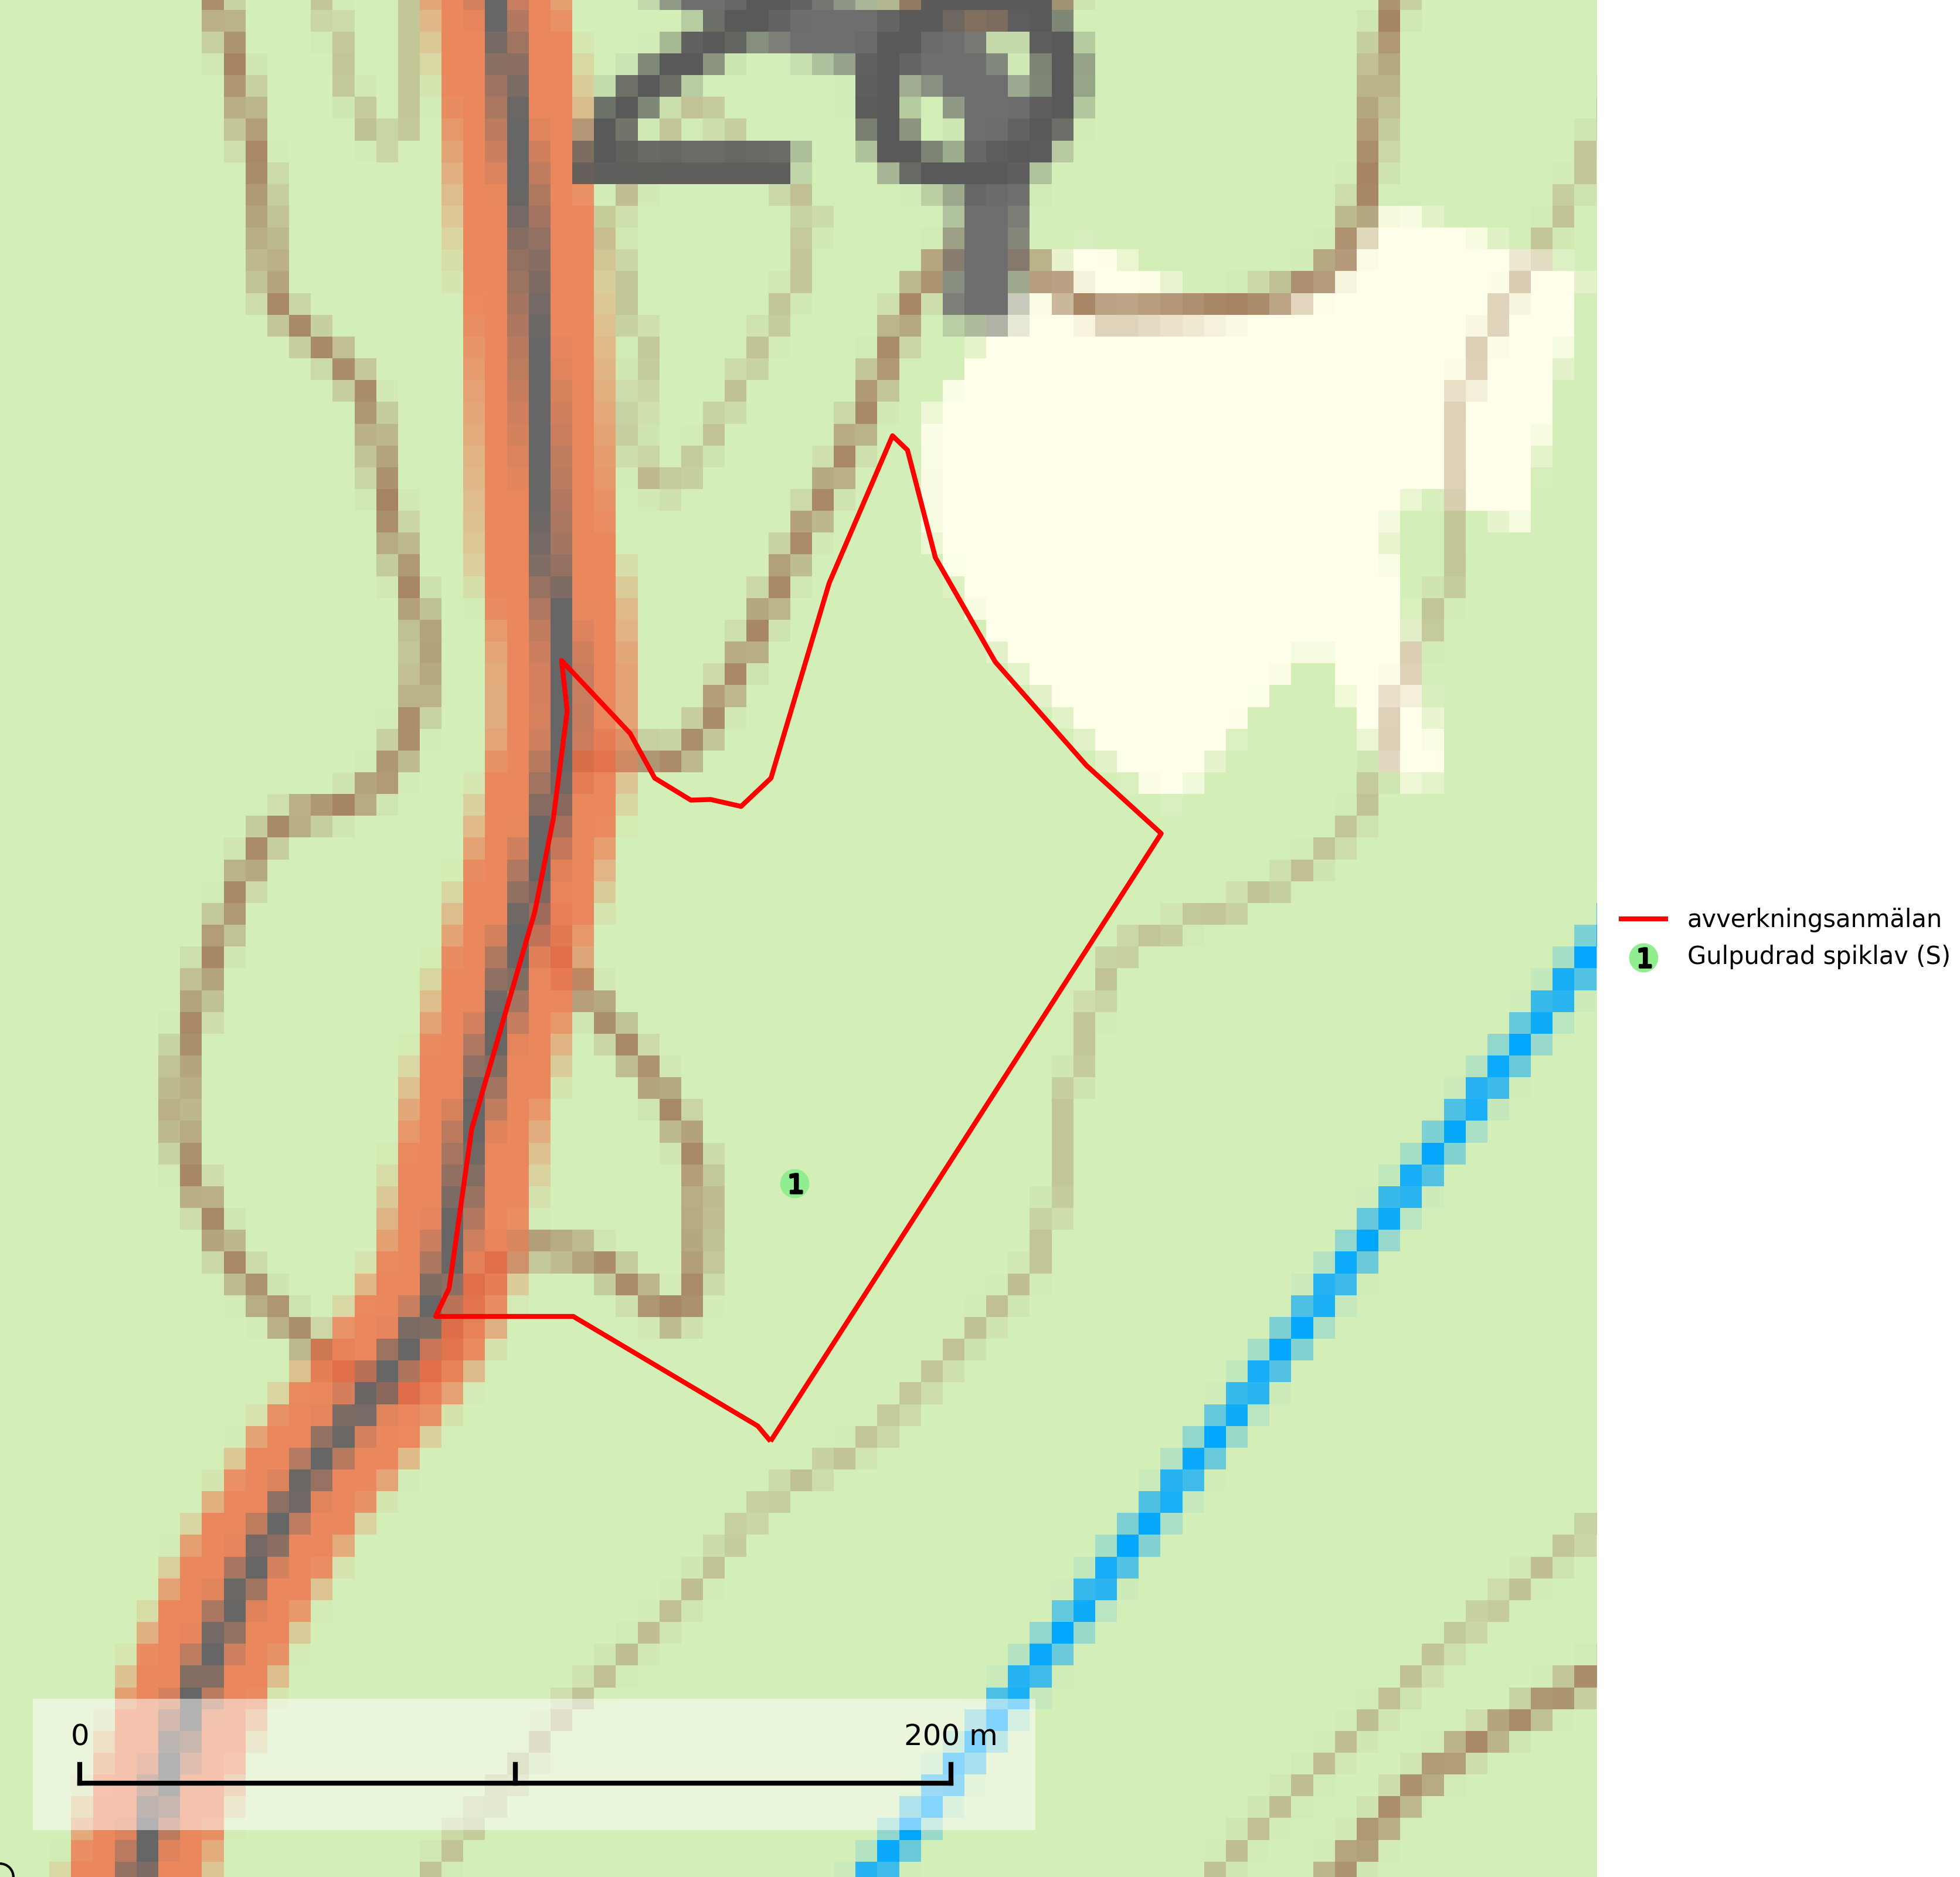 avverkningsanmälan
1 Gulpudrad spiklav (S)
1
0 200 m